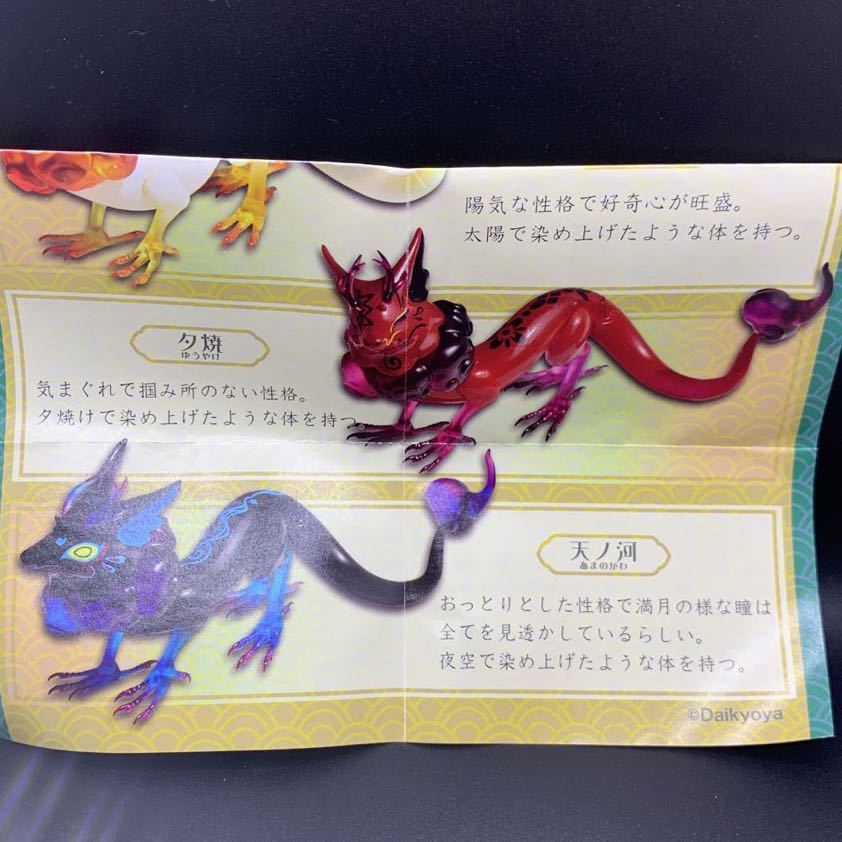 陽気な性格で好奇心が旺盛。
太陽で染め上げたような体を持つ。
夕焼
ゆうやけ
気まぐれで掴み所のない性格。
夕焼けで染め上げたような体を持つ。
天ノ河
あまのがわ
おっとりとした性格で満月の様な瞳は
全てを見透かしているらしい。
夜空で染め上げたような体を持つ。
©Daikyoya